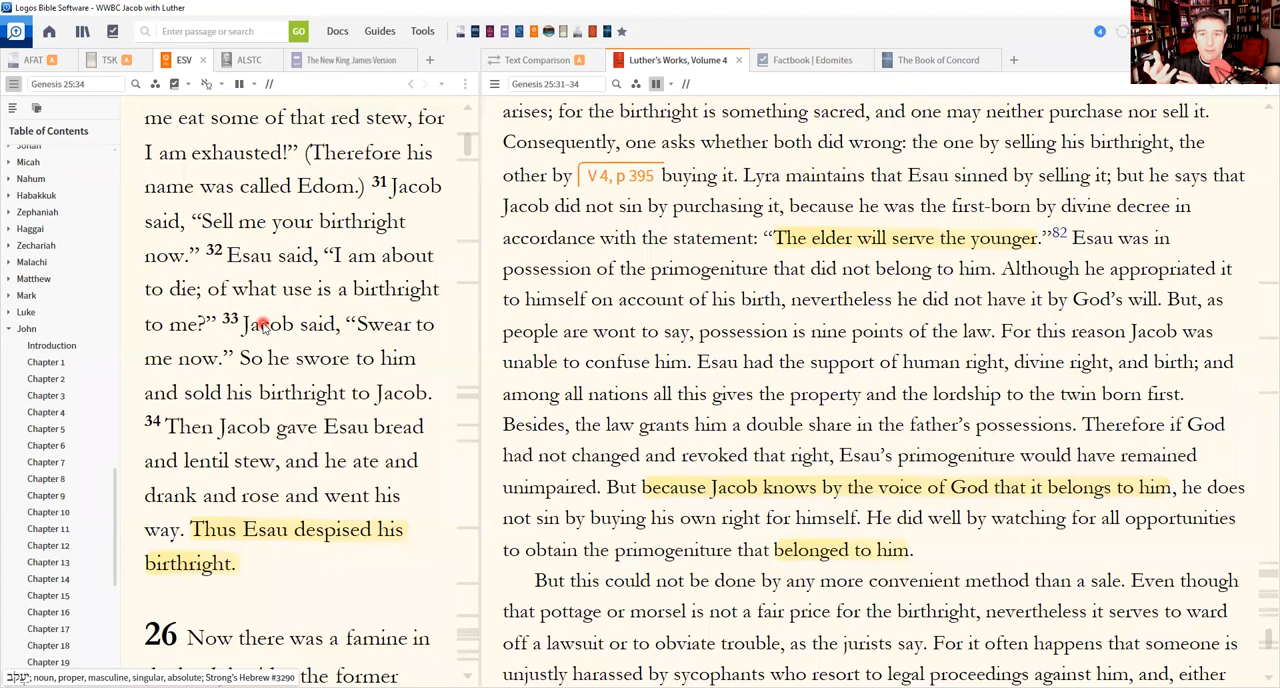 Logos Bible Software - WWBC Jacob with Luther
Enter passage or search
GO
Docs
Guides
Tools
4
AFAT A
TSK A
ESV
ALSTC
The New King James Version
Text Comparison A
Luther's Works, Volume 4
Factbook | Edomites
The Book of Concord
Genesis 25:34
Table of Contents
Jonah
Micah
Nahum
Habakkuk
Zephaniah
Haggai
Zechariah
Malachi
Matthew
Mark
Luke
John
Introduction
Chapter 1
Chapter 2
Chapter 3
Chapter 4
Chapter 5
Chapter 6
Chapter 7
Chapter 8
Chapter 9
Chapter 10
Chapter 11
Chapter 12
Chapter 13
Chapter 14
Chapter 15
Chapter 16
Chapter 17
Chapter 18
Chapter 19
me eat some of that red stew, for
I am exhausted!” (Therefore his
name was called Edom.) 31 Jacob
said, “Sell me your birthright
now.” 32 Esau said, “I am about
to die; of what use is a birthright
to me?” 33 Jacob said, “Swear to
me now.” So he swore to him
and sold his birthright to Jacob.
34 Then Jacob gave Esau bread
and lentil stew, and he ate and
drank and rose and went his
way. Thus Esau despised his
birthright.
26 Now there was a famine in
the former
יַעֲקֹב; noun, proper, masculine, singular, absolute; Strong's Hebrew #3290
Genesis 25:31–34
arises; for the birthright is something sacred, and one may neither purchase nor sell it.
Consequently, one asks whether both did wrong: the one by selling his birthright, the
other by V 4, p 395 buying it. Lyra maintains that Esau sinned by selling it; but he says that
Jacob did not sin by purchasing it, because he was the first-born by divine decree in
accordance with the statement: “The elder will serve the younger.”82 Esau was in
possession of the primogeniture that did not belong to him. Although he appropriated it
to himself on account of his birth, nevertheless he did not have it by God’s will. But, as
people are wont to say, possession is nine points of the law. For this reason Jacob was
unable to confuse him. Esau had the support of human right, divine right, and birth; and
among all nations all this gives the property and the lordship to the twin born first.
Besides, the law grants him a double share in the father’s possessions. Therefore if God
had not changed and revoked that right, Esau’s primogeniture would have remained
unimpaired. But because Jacob knows by the voice of God that it belongs to him, he does
not sin by buying his own right for himself. He did well by watching for all opportunities
to obtain the primogeniture that belonged to him.
But this could not be done by any more convenient method than a sale. Even though
that pottage or morsel is not a fair price for the birthright, nevertheless it serves to ward
off a lawsuit or to obviate trouble, as the jurists say. For it often happens that someone is
unjustly harassed by sycophants who resort to legal proceedings against him, and, either